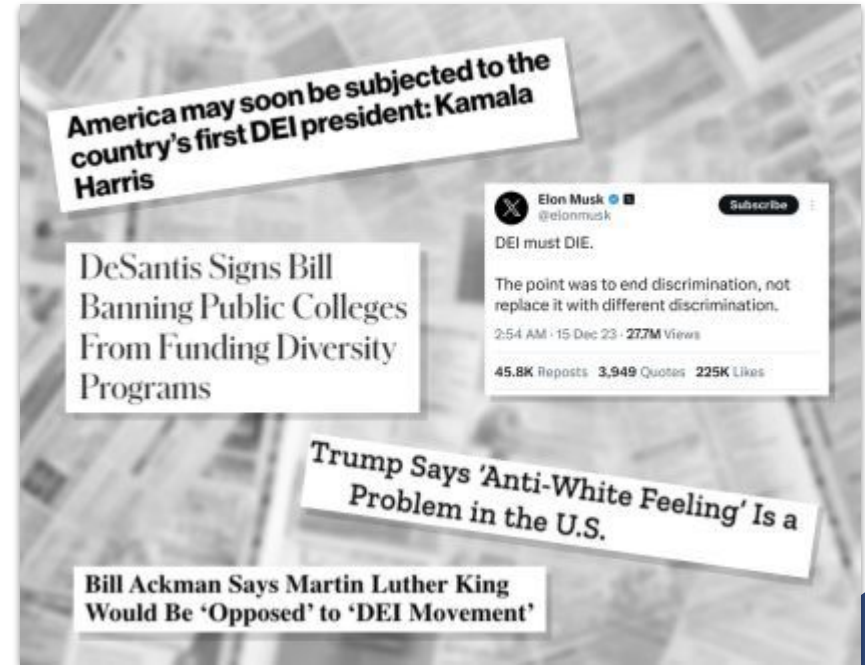 America may soon be subjected to the
country's first DEI president: Kamala
Harris
Elon Musk
@elonmusk
Subscribe
DEI must DIE.
The point was to end discrimination, not
replace it with different discrimination.
2:54 AM · 15 Dec 23 · 27.7M Views
45.8K Reposts 3,949 Quotes 225K Likes
DeSantis Signs Bill
Banning Public Colleges
From Funding Diversity
Programs
Trump Says 'Anti-White Feeling' Is a
Problem in the U.S.
Bill Ackman Says Martin Luther King
Would Be 'Opposed' to 'DEI Movement'